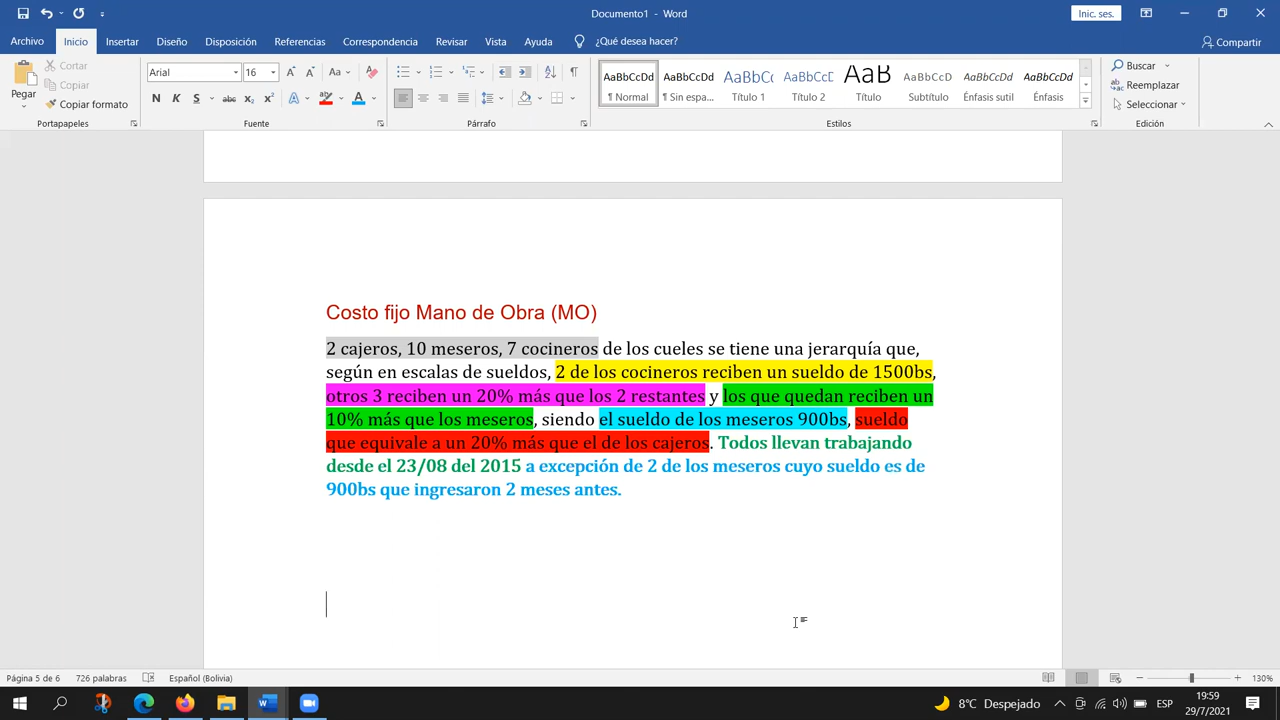 Documento1 - Word
Inic. ses.
Archivo Inicio Insertar Diseño Disposición Referencias Correspondencia Revisar Vista Ayuda ¿Qué desea hacer? Compartir
Pegar
Cortar
Copiar
Copiar formato
Portapapeles
Arial 16
N K S abc x₂ x²
Fuente
Párrafo
AaBbCcDd AaBbCcDd AaBbCc AaBbCcD AaB AaBbCcD AaBbCcDd AaBbCcDd
¶ Normal ¶ Sin espa... Título 1 Título 2 Título Subtítulo Énfasis sutil Énfasis
Estilos
Buscar
Reemplazar
Seleccionar
Edición
Costo fijo Mano de Obra (MO)
2 cajeros, 10 meseros, 7 cocineros de los cueles se tiene una jerarquía que,
según en escalas de sueldos, 2 de los cocineros reciben un sueldo de 1500bs,
otros 3 reciben un 20% más que los 2 restantes y los que quedan reciben un
10% más que los meseros, siendo el sueldo de los meseros 900bs, sueldo
que equivale a un 20% más que el de los cajeros. Todos llevan trabajando
desde el 23/08 del 2015 a excepción de 2 de los meseros cuyo sueldo es de
900bs que ingresaron 2 meses antes.
Página 5 de 6 726 palabras Español (Bolivia) 130%
8°C Despejado ESP 19:59
29/7/2021